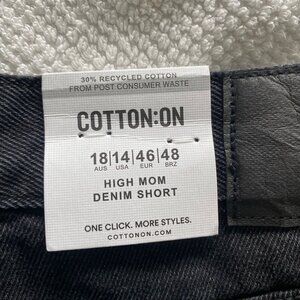 30% RECYCLED COTTON
FROM POST CONSUMER WASTE
COTTON:ON
18|14|46|48
AUS USA EUR BRZ
HIGH MOM
DENIM SHORT
ONE CLICK. MORE STYLES.
COTTONON.COM